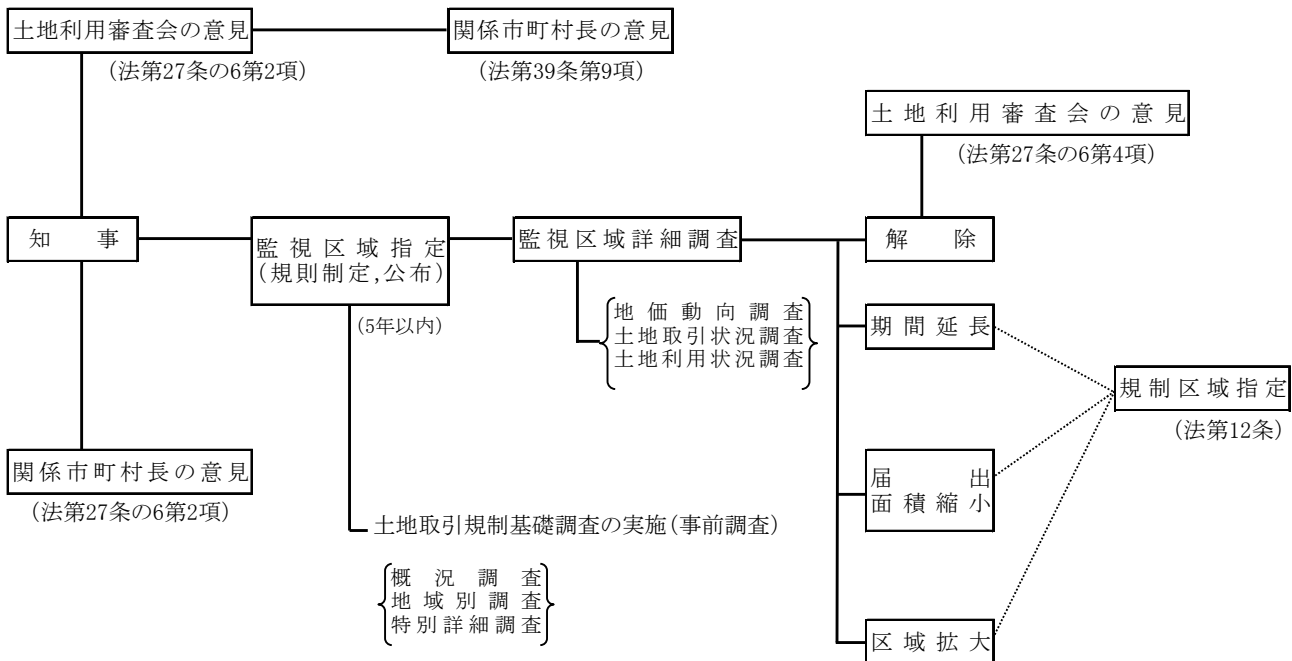 土地利用審査会の意見
関係市町村長の意見
(法第27条の6第2項)
(法第39条第9項)
土地利用審査会の意見
(法第27条の6第4項)
知事
監視区域指定
(規則制定,公布)
(5年以内)
監視区域詳細調査
解除
地価動向調査
土地取引状況調査
土地利用状況調査
期間延長
規制区域指定
(法第12条)
関係市町村長の意見
(法第27条の6第2項)
届出
面積縮小
土地取引規制基礎調査の実施(事前調査)
概況調査
地域別調査
特別詳細調査
区域拡大